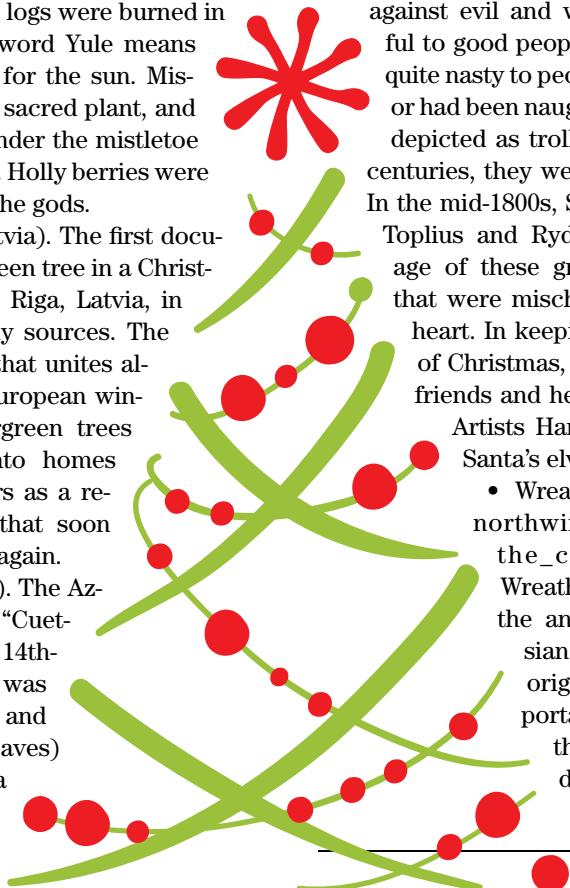 logs were burned in
word Yule means
for the sun. Mis-
sacred plant, and
nder the mistletoe
Holly berries were
he gods.
tvia). The first docu-
een tree in a Christ-
Riga, Latvia, in
y sources. The
that unites al-
uropean win-
rgreen trees
nto homes
rs as a re-
that soon
again.
). The Az-
“Cuet-
14th-
was
and
aves)
a
against evil and w
ful to good peop
quite nasty to peo
or had been naug
depicted as troll
centuries, they we
In the mid-1800s, S
Toplius and Ryd
age of these gr
that were misch
heart. In keepi
of Christmas,
friends and he
Artists Har
Santa’s elv
• Wrea
northwin
the_c
Wreath
the an
sian
orig
porta
th
d